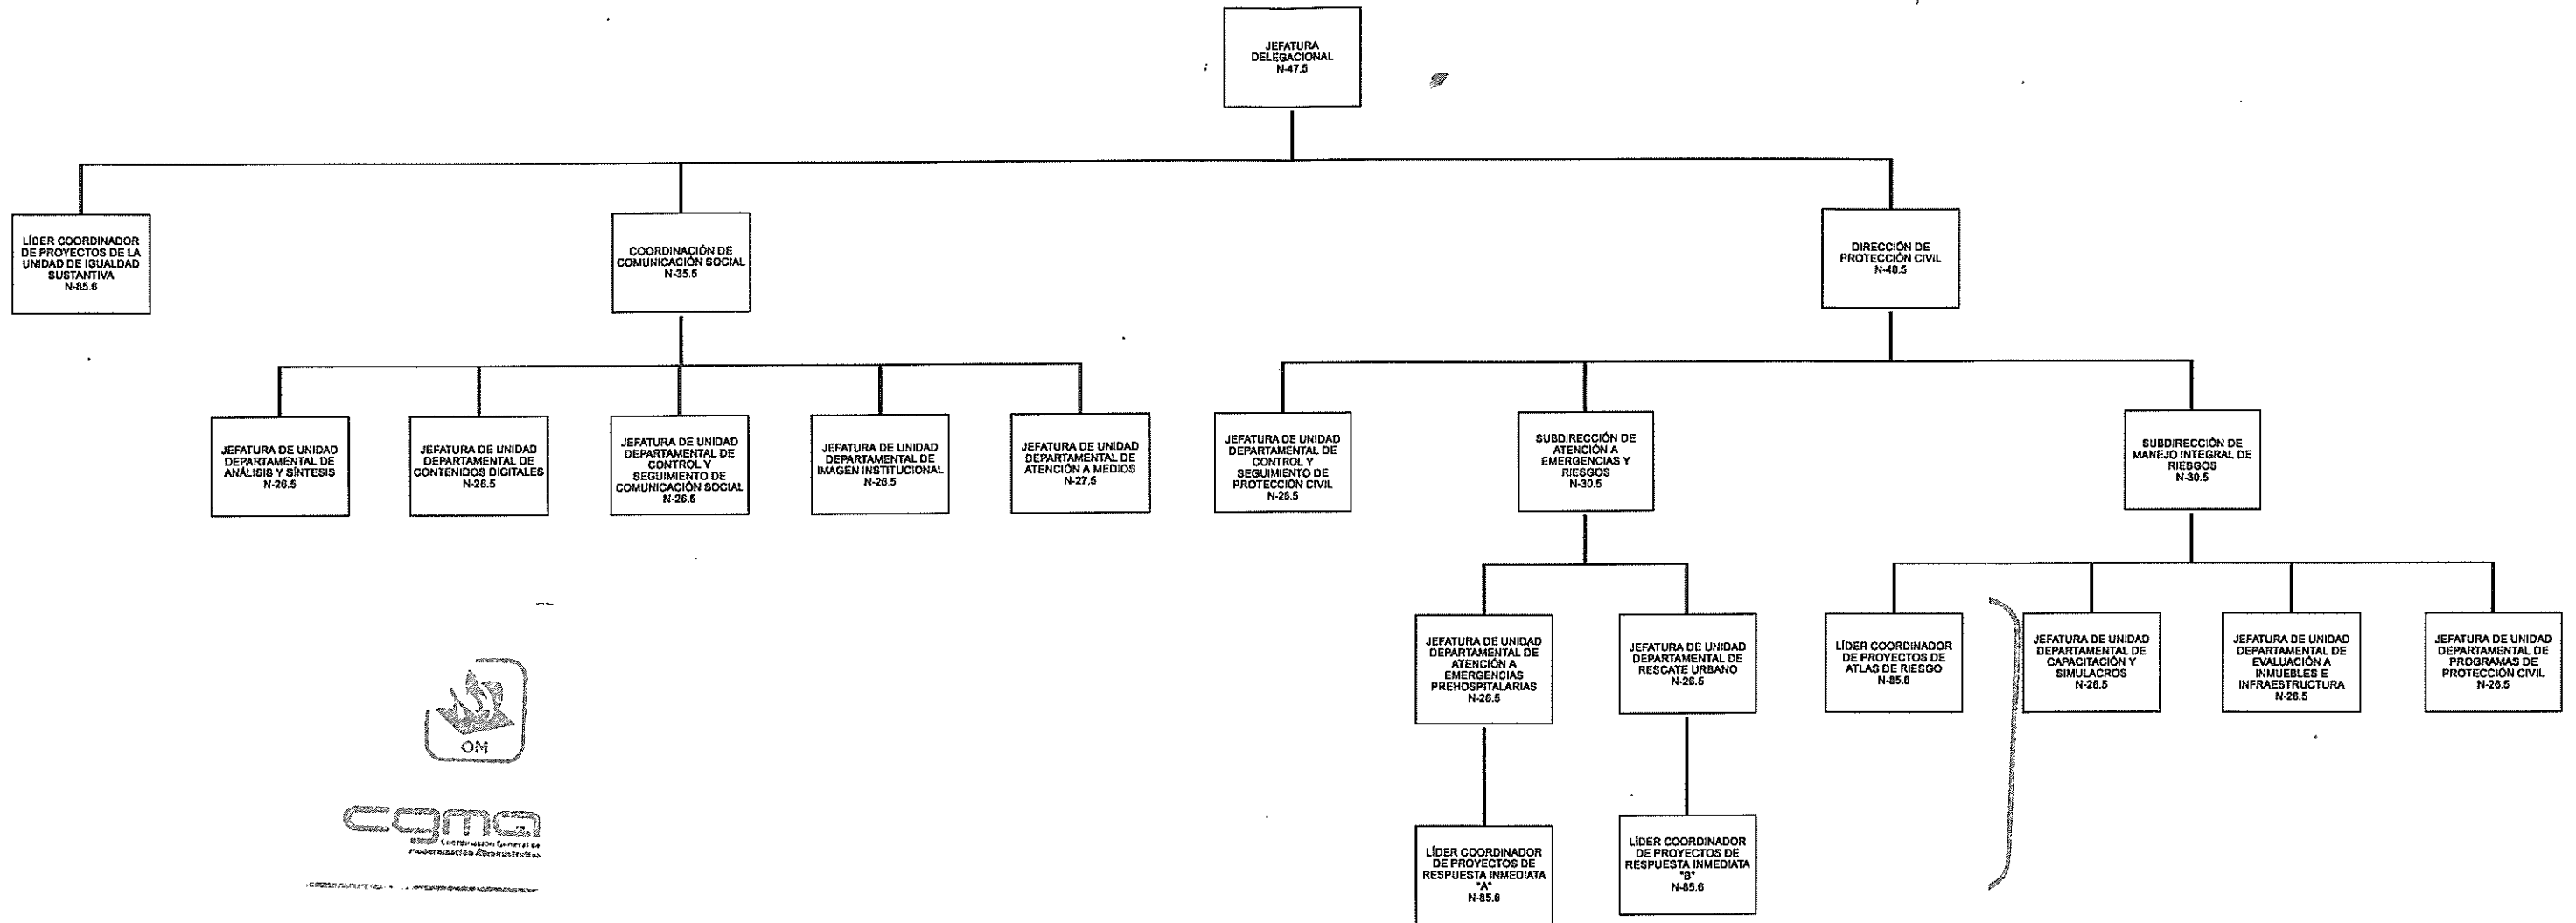 JEFATURA
DELEGACIONAL
N-47.5
LÍDER COORDINADOR
DE PROYECTOS DE LA
UNIDAD DE IGUALDAD
SUSTANTIVA
N-85.6
COORDINACIÓN DE
COMUNICACIÓN SOCIAL
N-35.5
DIRECCIÓN DE
PROTECCIÓN CIVIL
N-40.5
JEFATURA DE UNIDAD
DEPARTAMENTAL DE
ANÁLISIS Y SÍNTESIS
N-26.5
JEFATURA DE UNIDAD
DEPARTAMENTAL DE
CONTENIDOS DIGITALES
N-26.5
JEFATURA DE UNIDAD
DEPARTAMENTAL DE
CONTROL Y
SEGUIMIENTO DE
COMUNICACIÓN SOCIAL
N-26.5
JEFATURA DE UNIDAD
DEPARTAMENTAL DE
IMAGEN INSTITUCIONAL
N-26.5
JEFATURA DE UNIDAD
DEPARTAMENTAL DE
ATENCIÓN A MEDIOS
N-27.5
JEFATURA DE UNIDAD
DEPARTAMENTAL DE
CONTROL Y
SEGUIMIENTO DE
PROTECCIÓN CIVIL
N-26.5
SUBDIRECCIÓN DE
ATENCIÓN A
EMERGENCIAS Y
RIESGOS
N-30.5
SUBDIRECCIÓN DE
MANEJO INTEGRAL DE
RIESGOS
N-30.5
JEFATURA DE UNIDAD
DEPARTAMENTAL DE
ATENCIÓN A
EMERGENCIAS
PREHOSPITALARIAS
N-26.5
JEFATURA DE UNIDAD
DEPARTAMENTAL DE
RESCATE URBANO
N-26.5
LÍDER COORDINADOR
DE PROYECTOS DE
ATLAS DE RIESGO
N-85.6
JEFATURA DE UNIDAD
DEPARTAMENTAL DE
CAPACITACIÓN Y
SIMULACROS
N-26.5
JEFATURA DE UNIDAD
DEPARTAMENTAL DE
EVALUACIÓN A
INMUEBLES E
INFRAESTRUCTURA
N-26.5
JEFATURA DE UNIDAD
DEPARTAMENTAL DE
PROGRAMAS DE
PROTECCIÓN CIVIL
N-26.5
LÍDER COORDINADOR
DE PROYECTOS DE
RESPUESTA INMEDIATA
"A"
N-85.6
LÍDER COORDINADOR
DE PROYECTOS DE
RESPUESTA INMEDIATA
"B"
N-85.6
OM
cgma
Coordinación General de
Modernización Administrativa